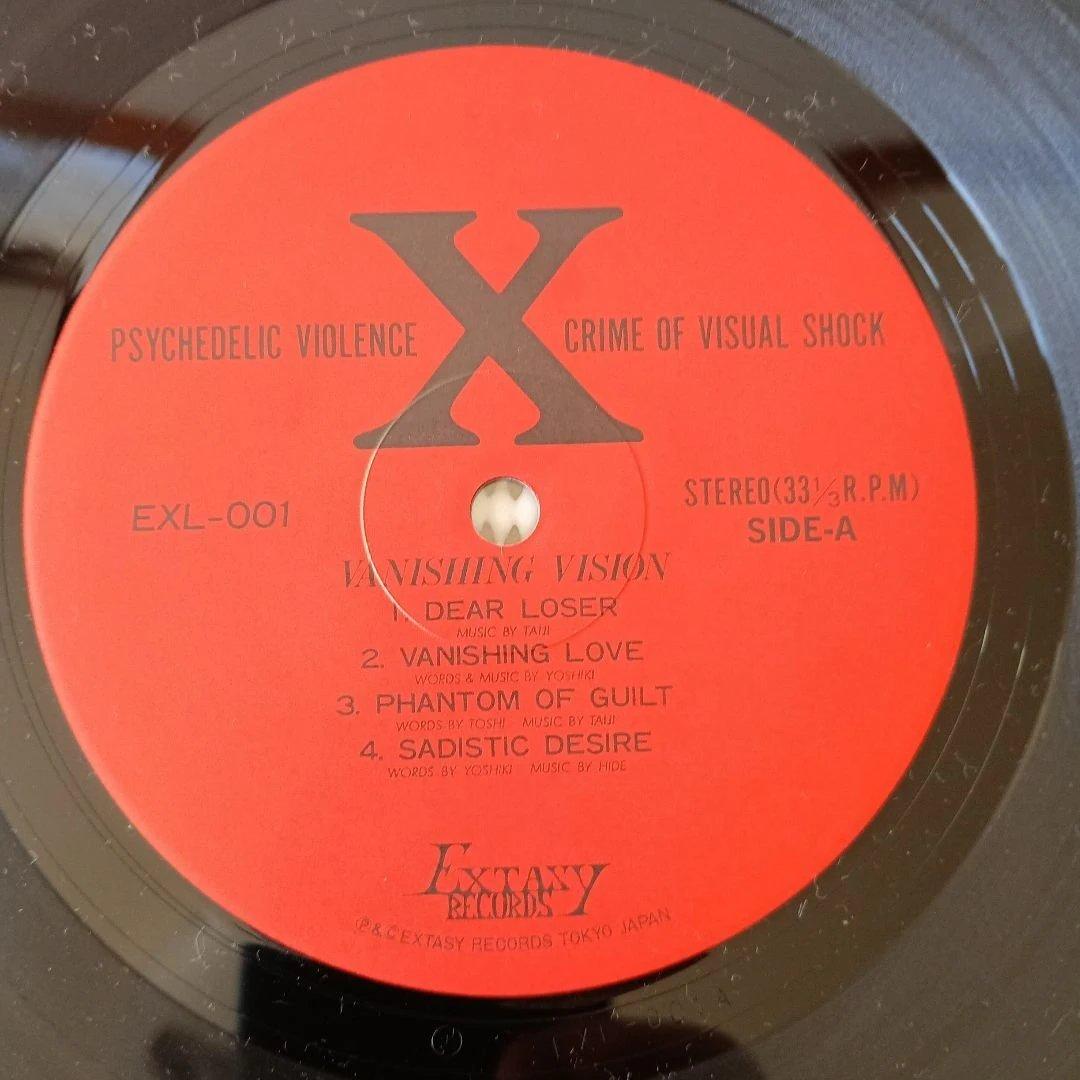 X
PSYCHEDELIC VIOLENCE CRIME OF VISUAL SHOCK
EXL-001
STEREO(33⅓R.P.M)
SIDE-A
VANISHING VISION
1. DEAR LOSER
MUSIC BY TAIJI
2. VANISHING LOVE
WORDS & MUSIC BY YOSHIKI
3. PHANTOM OF GUILT
WORDS BY TOSHI MUSIC BY TAIJI
4. SADISTIC DESIRE
WORDS BY YOSHIKI MUSIC BY HIDE
EXTASY
RECORDS
Ⓟ&© EXTASY RECORDS TOKYO JAPAN